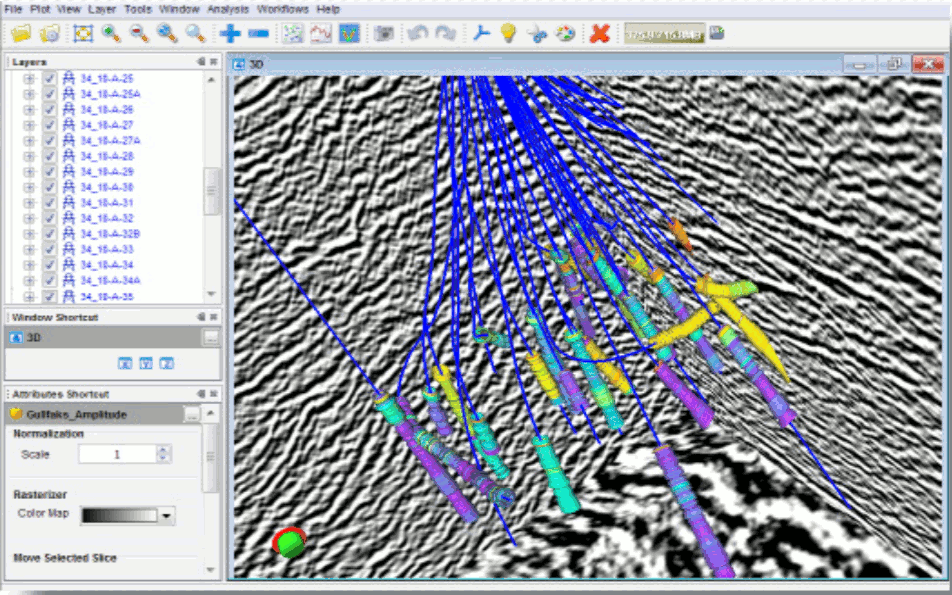 File Plot View Layer Tools Window Analysis Workflows Help
Layers
34_10-A-25
34_10-A-25A
34_10-A-26
34_10-A-27
34_10-A-27A
34_10-A-28
34_10-A-29
34_10-A-30
34_10-A-31
34_10-A-32
34_10-A-32B
34_10-A-33
34_10-A-34
34_10-A-34A
34_10-A-35
Window Shortcut
3D
X Y Z
Attributes Shortcut
Gullfaks_Amplitude
Normalization
Scale 1
Rasterizer
Color Map
Move Selected Slice
3D